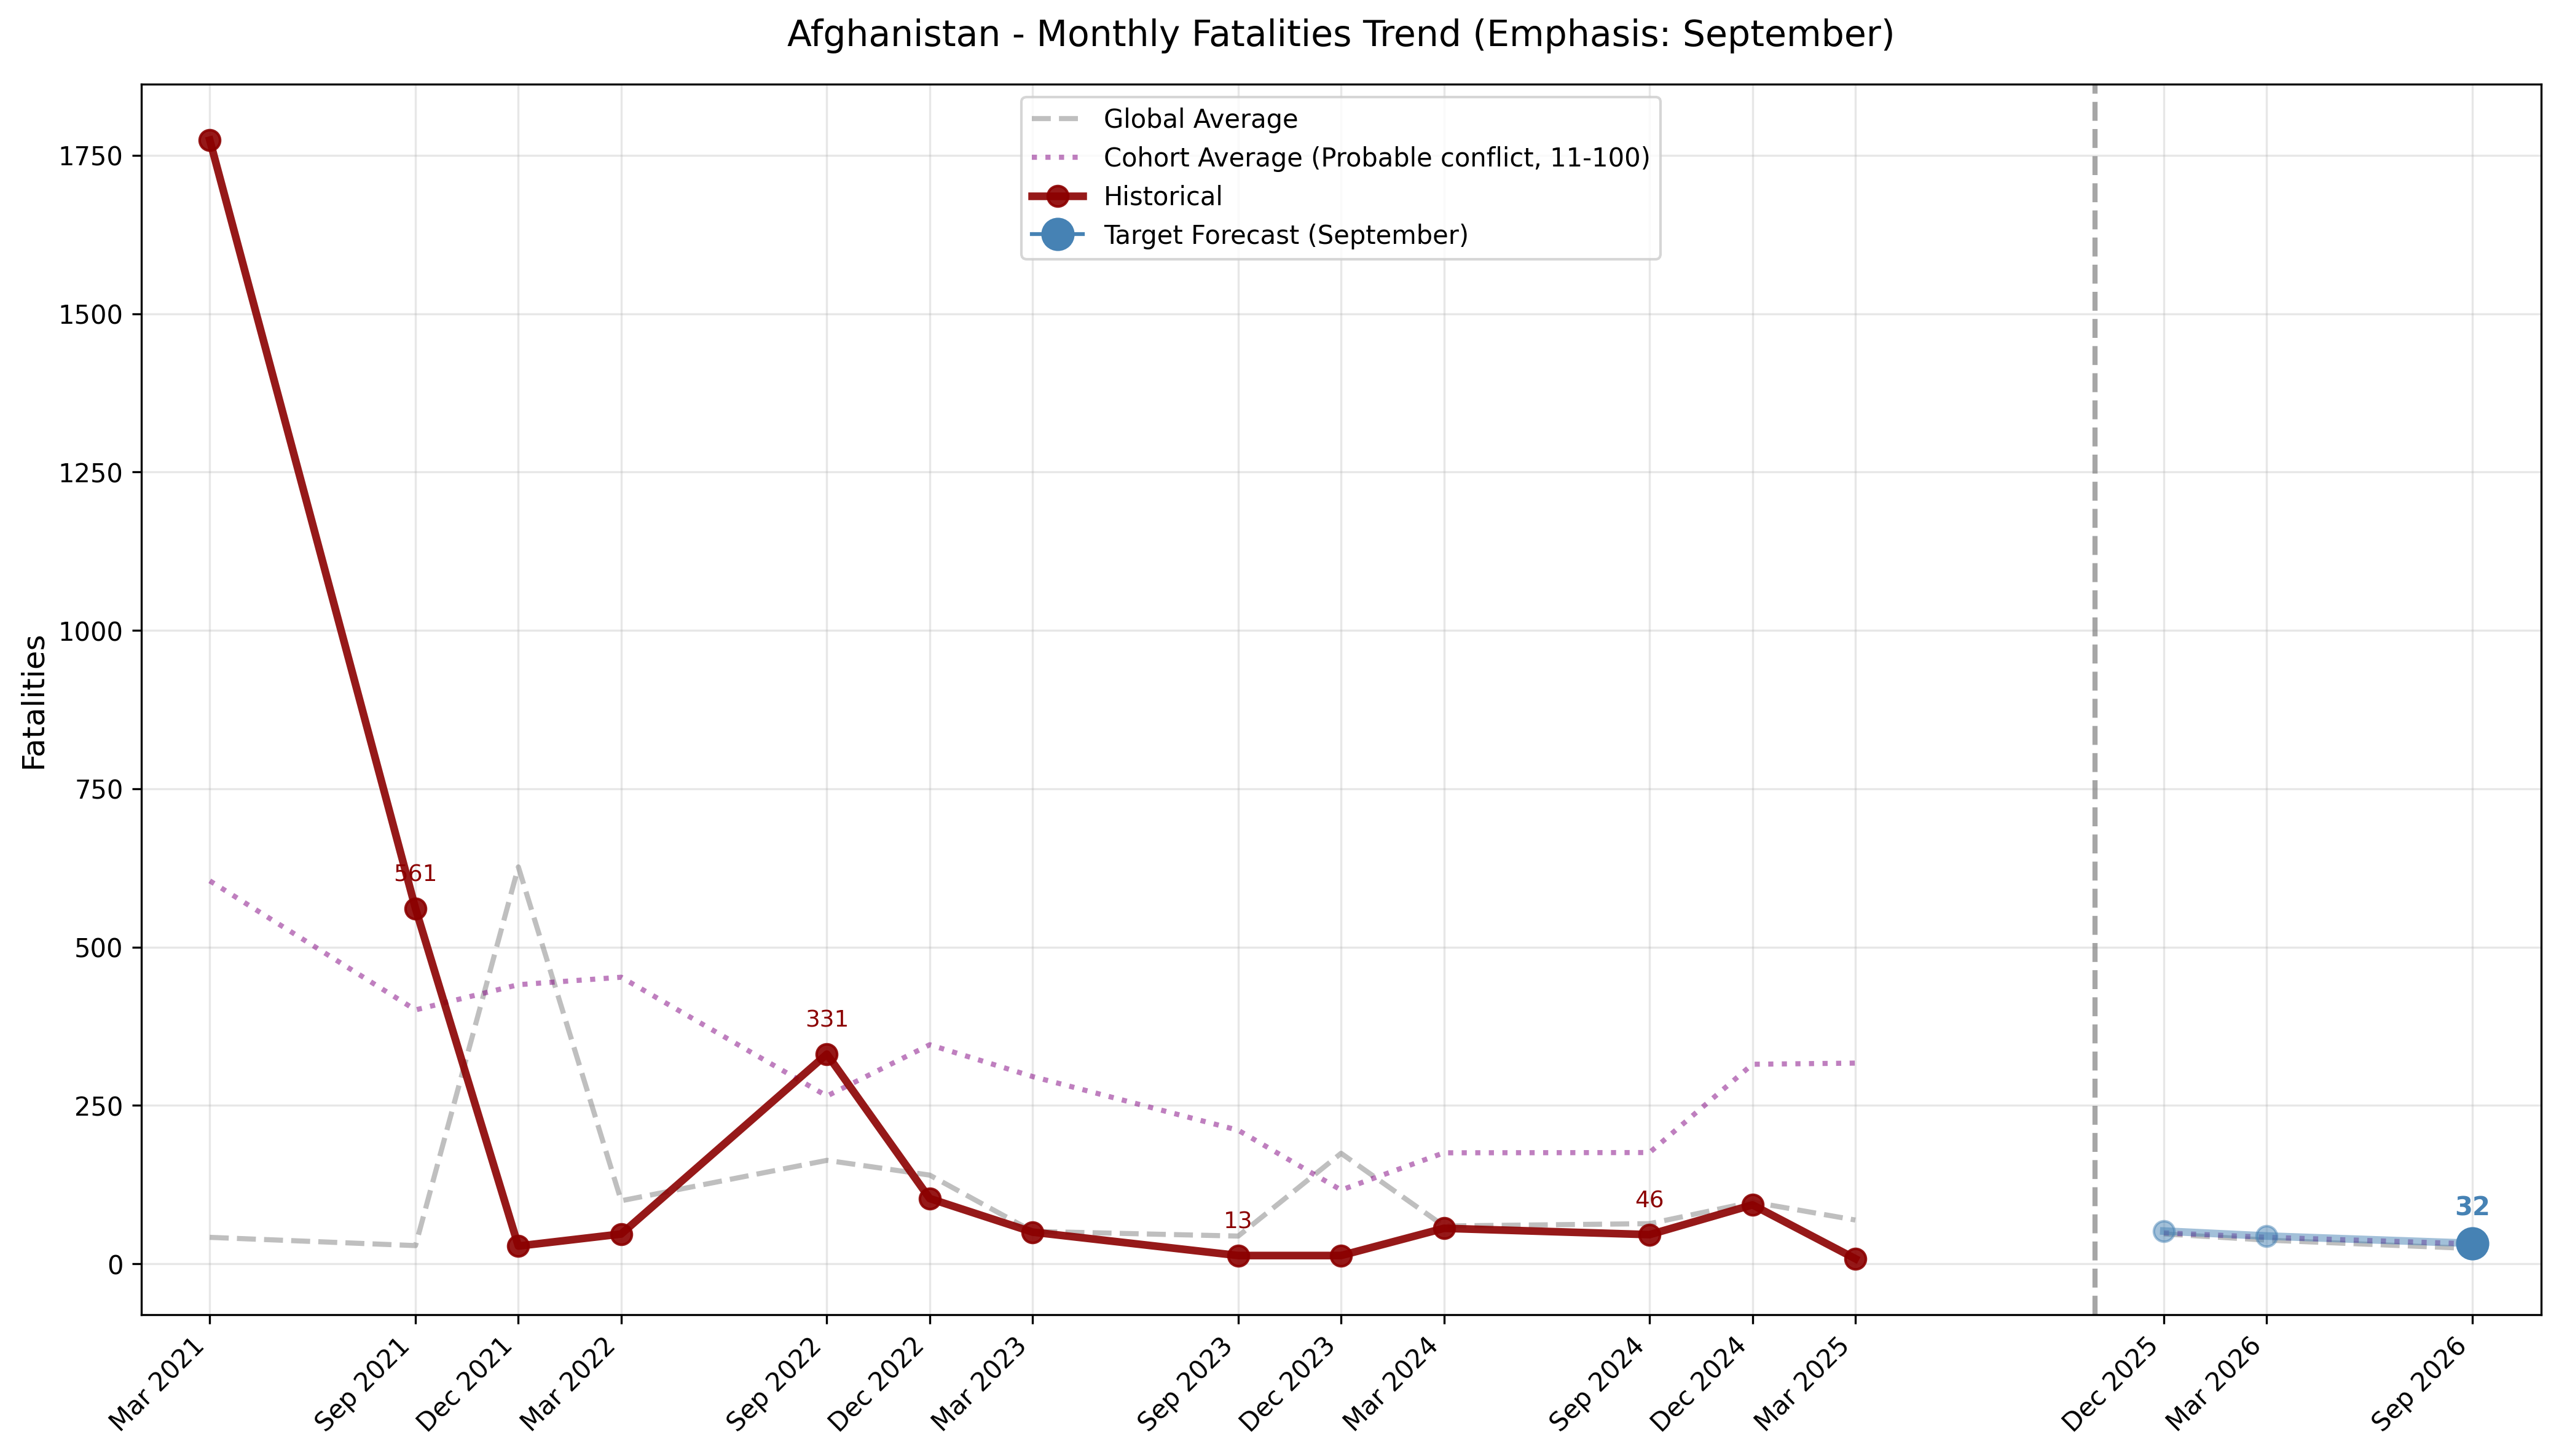 Afghanistan - Monthly Fatalities Trend (Emphasis: September)
Global Average
Cohort Average (Probable conflict, 11-100)
Historical
Target Forecast (September)
Fatalities
1750
1500
1250
1000
750
500
250
0
561
331
13
46
32
Mar 2021
Sep 2021
Dec 2021
Mar 2022
Sep 2022
Dec 2022
Mar 2023
Sep 2023
Dec 2023
Mar 2024
Sep 2024
Dec 2024
Mar 2025
Dec 2025
Mar 2026
Sep 2026